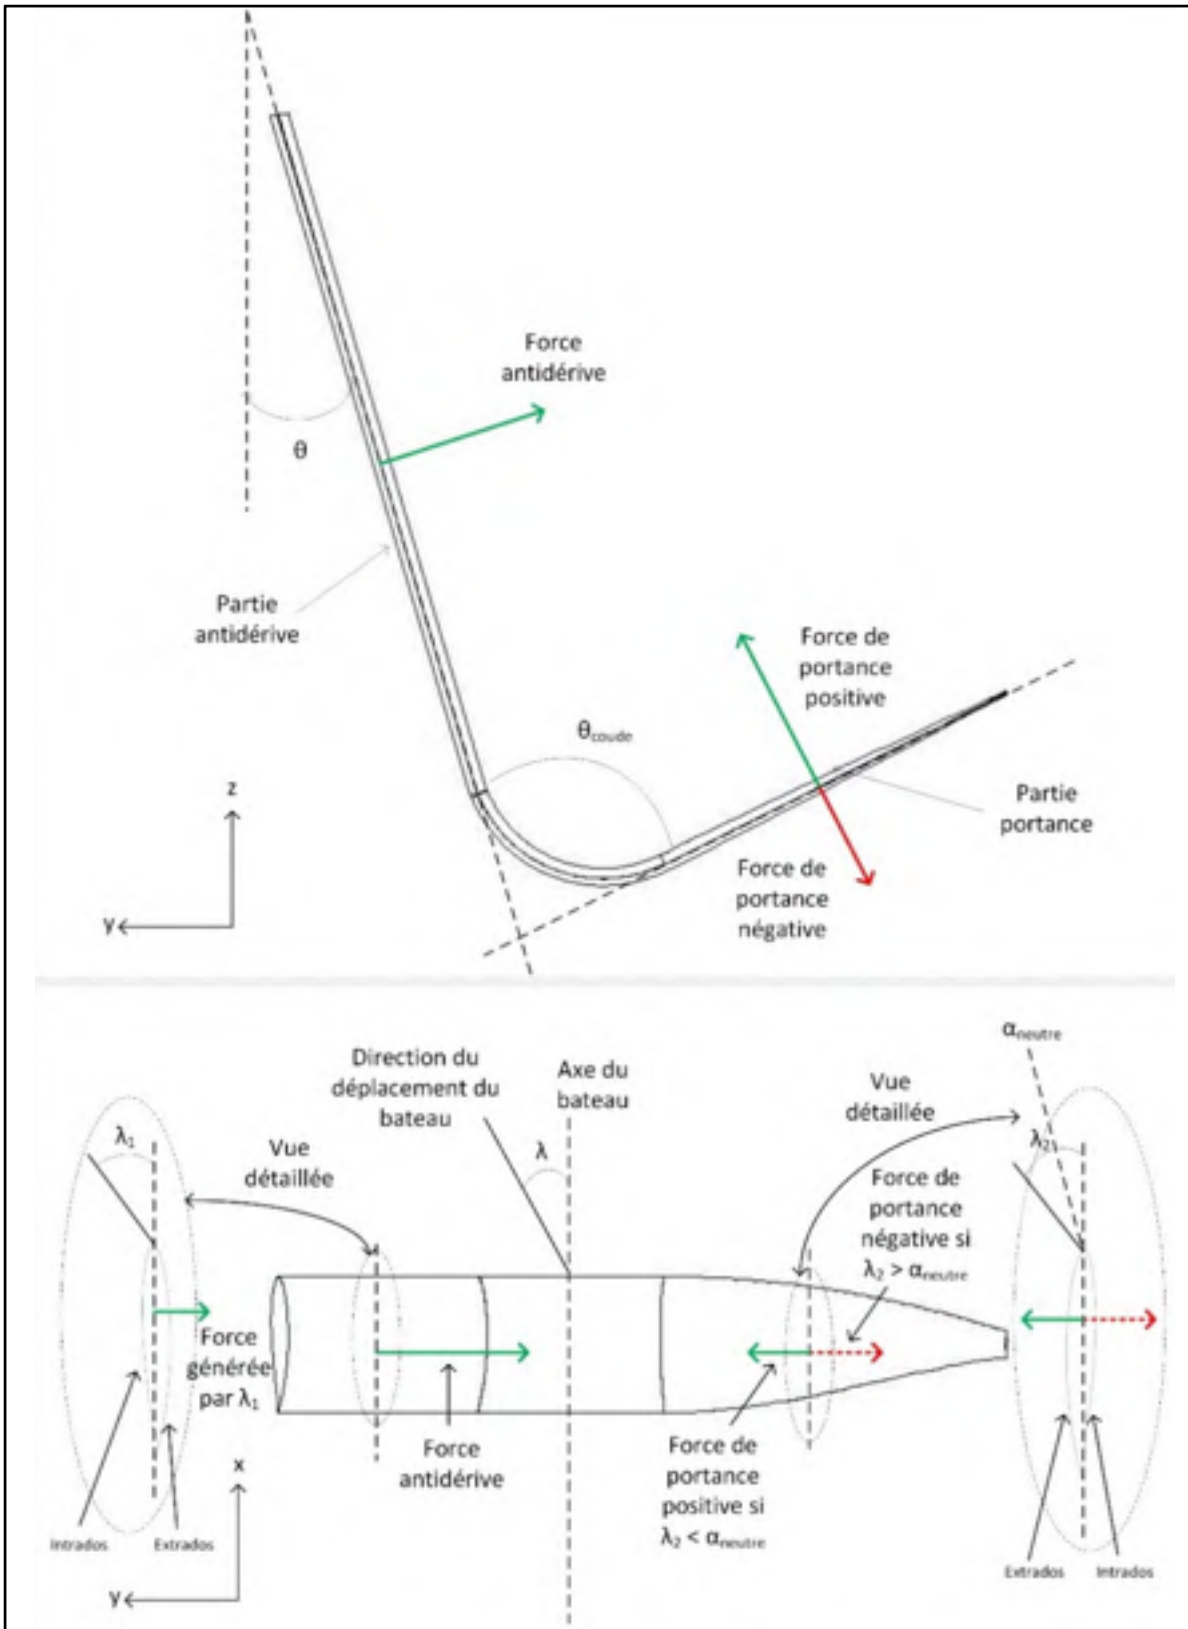 Force
antidérive
θ
Partie
antidérive
Force de
portance
positive
θcoude
z
Partie
portance
Force de
portance
négative
y
αneutre
Direction du
déplacement du
bateau
Axe du
bateau
Vue
détaillée
λ1
Vue
détaillée
λ
λ2
Force de
portance
négative si
λ2 > αneutre
Force
générée
par λ1
Force
antidérive
Force de
portance
positive si
λ2 < αneutre
x
Intrados
Extrados
Extrados
Intrados
y